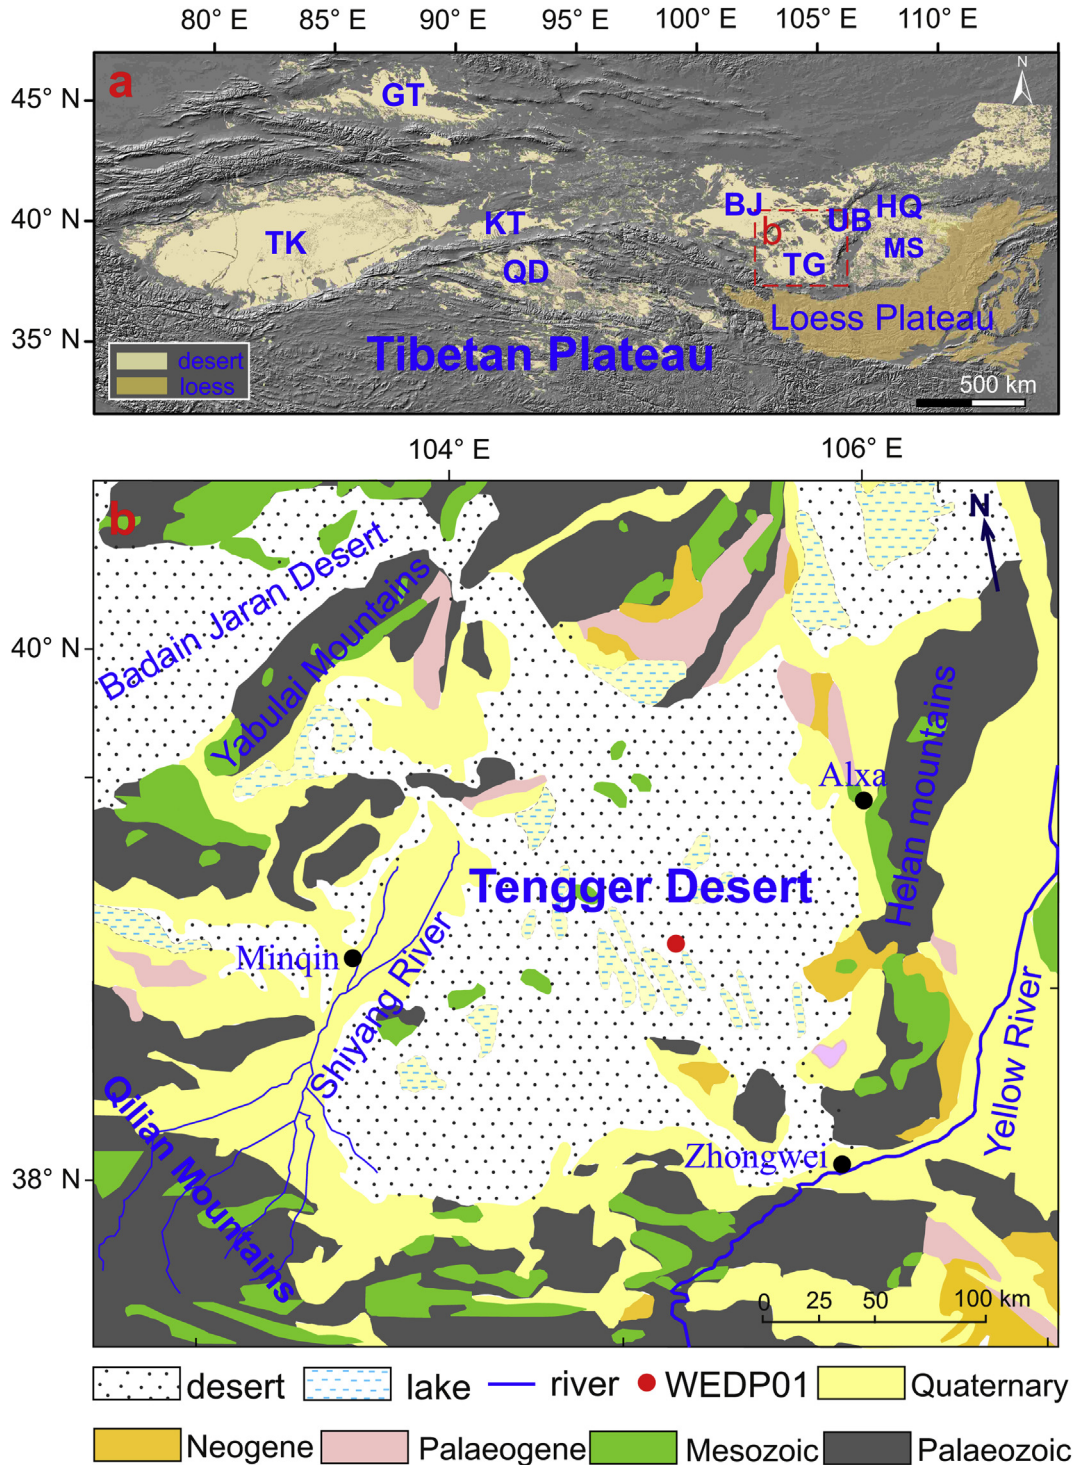 80° E 85° E 90° E 95° E 100° E 105° E 110° E
a
N
45° N
GT
40° N
BJ
HQ
KT
UB
b
TK
MS
QD
TG
Loess Plateau
35° N
Tibetan Plateau
desert
loess
500 km
104° E 106° E
b
N
Badain Jaran Desert
Yabulai Mountains
40° N
Alxa
Helan mountains
Tengger Desert
Minqin
Shiyang River
Yellow River
Qilian Mountains
Zhongwei
38° N
0 25 50 100 km
desert lake river WEDP01 Quaternary
Neogene Palaeogene Mesozoic Palaeozoic